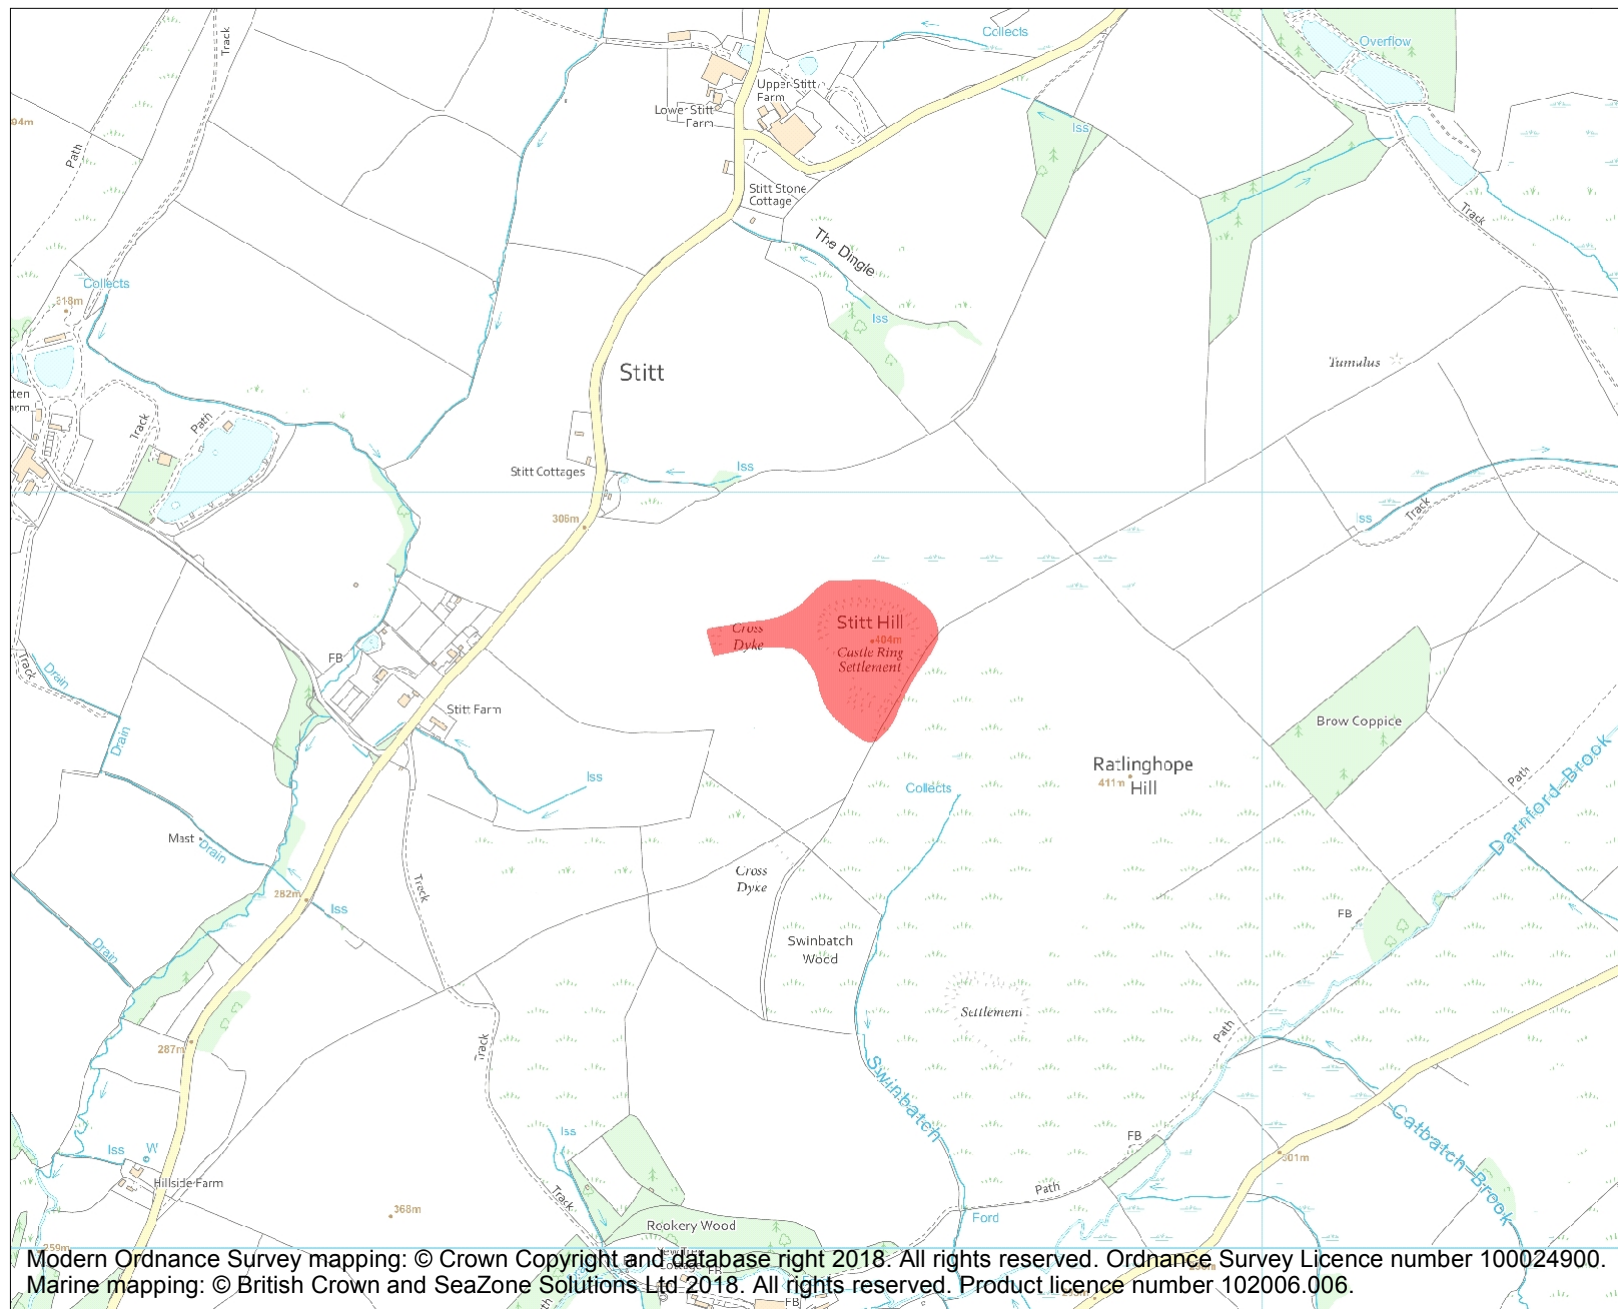 Collects
Overflow
Track
Upper Stitt
Farm
Lower Stitt
Farm
Iss
Path
Stitt Stone
Cottage
Track
The Dingle
Collects
318m
Iss
Tumulus
Stitt
Track
Path
Stitt Cottages
Iss
306m
Iss
Track
Cross
Dyke
Stitt Hill
404m
Castle Ring
Settlement
FB
Track
Drain
Stitt Farm
Brow Coppice
Drain
Ratlinghope
Hill
411m
Iss
Collects
Path
Darnford Brook
Mast
Drain
Cross
Dyke
282m
Iss
Track
FB
Drain
Swinbatch
Wood
Settlement
287m
Track
Path
Swinbatch
Catbatch Brook
Iss
FB
Iss
W
301m
Hillside Farm
Track
Path
368m
Ford
Rookery Wood
259m
FB
FB
Modern Ordnance Survey mapping: © Crown Copyright and database right 2018. All rights reserved. Ordnance Survey Licence number 100024900.
Marine mapping: © British Crown and SeaZone Solutions Ltd 2018. All rights reserved. Product licence number 102006.006.